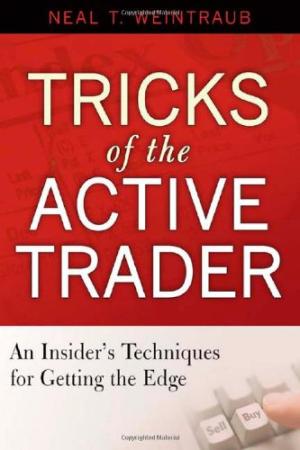 NEAL T. WEINTRAUB
TRICKS
of the
ACTIVE
TRADER
An Insider's Techniques
for Getting the Edge
Sell
Buy